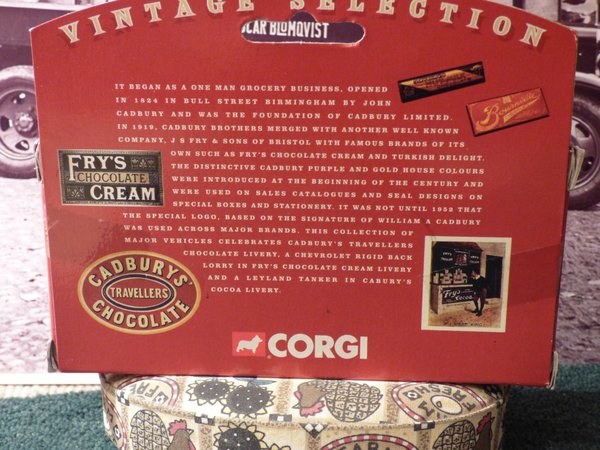 VINTAGE SELECTION
CAR BLOMQVIST
IT BEGAN AS A ONE MAN GROCERY BUSINESS, OPENED
IN 1824 IN BULL STREET BIRMINGHAM BY JOHN
CADBURY AND WAS THE FOUNDATION OF CADBURY LIMITED.
IN 1919, CADBURY BROTHERS MERGED WITH ANOTHER WELL KNOWN
COMPANY, J S FRY & SONS OF BRISTOL WITH FAMOUS BRANDS OF ITS
OWN SUCH AS FRY'S CHOCOLATE CREAM AND TURKISH DELIGHT.
THE DISTINCTIVE CADBURY PURPLE AND GOLD HOUSE COLOURS
WERE INTRODUCED AT THE BEGINNING OF THE CENTURY AND
WERE USED ON SALES CATALOGUES AND SEAL DESIGNS ON
SPECIAL BOXES AND STATIONERY. IT WAS NOT UNTIL 1952 THAT
THE SPECIAL LOGO, BASED ON THE SIGNATURE OF WILLIAM A CADBURY
WAS USED ACROSS MAJOR BRANDS. THIS COLLECTION OF
MAJOR VEHICLES CELEBRATES CADBURY'S TRAVELLERS
CHOCOLATE LIVERY, A CHEVROLET RIGID BACK
LORRY IN FRY'S CHOCOLATE CREAM LIVERY
AND A LEYLAND TANKER IN CABURY'S
COCOA LIVERY.
Bournville
FRY'S
CHOCOLATE
CREAM
CADBURYS
TRAVELLERS
CHOCOLATE
Fry's
Cocoa
CORGI
FRESH